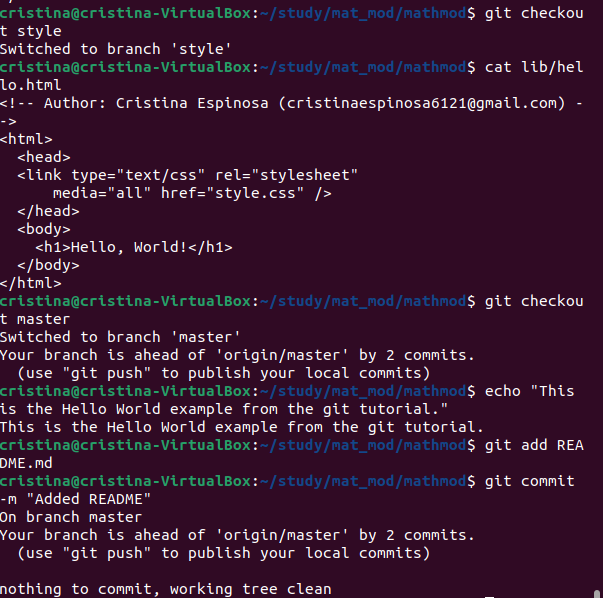 cristina@cristina-VirtualBox:~/study/mat_mod/mathmod$ git checkou
t style
Switched to branch 'style'
cristina@cristina-VirtualBox:~/study/mat_mod/mathmod$ cat lib/hel
lo.html
<!-- Author: Cristina Espinosa (cristinaespinosa6121@gmail.com) -
->
<html>
  <head>
  <link type="text/css" rel="stylesheet"
      media="all" href="style.css" />
  </head>
  <body>
    <h1>Hello, World!</h1>
  </body>
</html>
cristina@cristina-VirtualBox:~/study/mat_mod/mathmod$ git checkou
t master
Switched to branch 'master'
Your branch is ahead of 'origin/master' by 2 commits.
  (use "git push" to publish your local commits)
cristina@cristina-VirtualBox:~/study/mat_mod/mathmod$ echo "This
is the Hello World example from the git tutorial."
This is the Hello World example from the git tutorial.
cristina@cristina-VirtualBox:~/study/mat_mod/mathmod$ git add REA
DME.md
cristina@cristina-VirtualBox:~/study/mat_mod/mathmod$ git commit
-m "Added README"
On branch master
Your branch is ahead of 'origin/master' by 2 commits.
  (use "git push" to publish your local commits)

nothing to commit, working tree clean